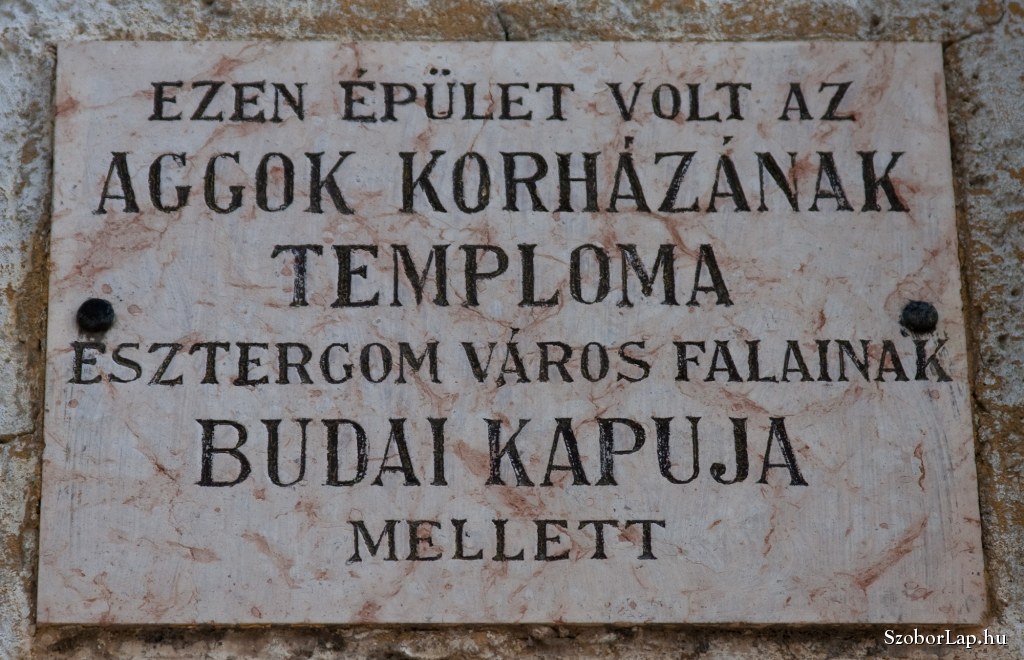 EZEN ÉPÜLET VOLT AZ
AGGOK KORHÁZÁNAK
TEMPLOMA
ESZTERGOM VÁROS FALAINAK
BUDAI KAPUJA
MELLETT
SzoborLap.hu